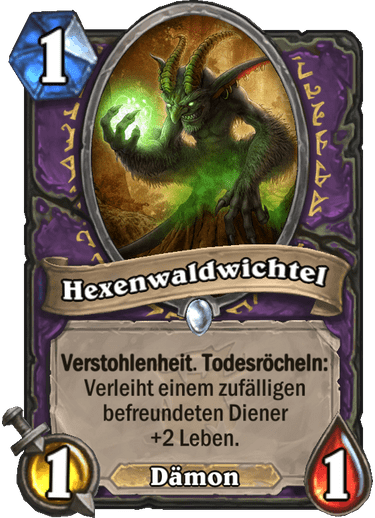 1
Hexenwaldwichtel
Verstohlenheit. Todesröcheln:
Verleiht einem zufälligen
befreundeten Diener
+2 Leben.
1
Dämon
1